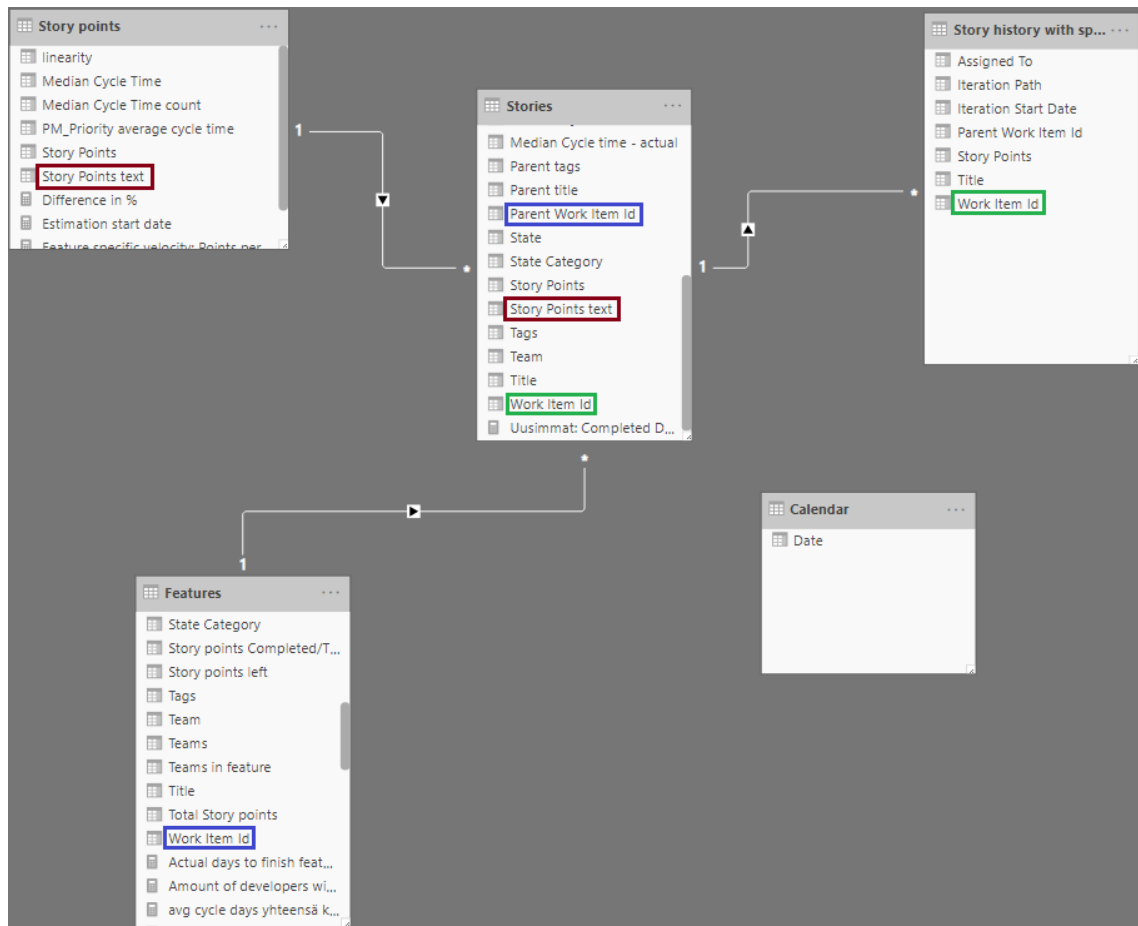 Story points
linearity
Median Cycle Time
Median Cycle Time count
PM_Priority average cycle time
Story Points
Story Points text
Difference in %
Estimation start date
Feature specific velocity: Points per
1
*
Stories
Median Cycle time - actual
Parent tags
Parent title
Parent Work Item Id
State
State Category
Story Points
Story Points text
Tags
Team
Title
Work Item Id
Uusimmat: Completed D...
1
*
Story history with sp...
Assigned To
Iteration Path
Iteration Start Date
Parent Work Item Id
Story Points
Title
Work Item Id
*
1
Features
State Category
Story points Completed/T...
Story points left
Tags
Team
Teams
Teams in feature
Title
Total Story points
Work Item Id
Actual days to finish feat...
Amount of developers wi...
avg cycle days yhteensä k...
Calendar
Date